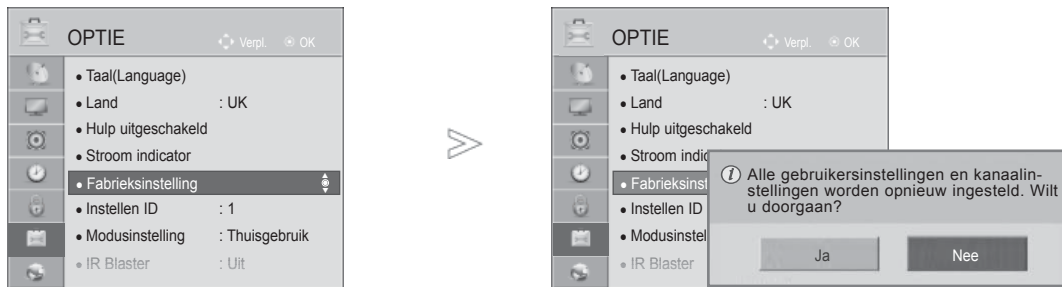 OPTIE
Verpl. OK
• Taal(Language)
• Land : UK
• Hulp uitgeschakeld
• Stroom indicator
• Fabrieksinstelling
• Instellen ID : 1
• Modusinstelling : Thuisgebruik
• IR Blaster : Uit
OPTIE
Verpl. OK
• Taal(Language)
• Land : UK
• Hulp uitgeschakeld
• Stroom indic
• Fabrieksinst
• Instellen ID
• Modusinstel
• IR Blaster
Alle gebruikersinstellingen en kanaalin-
stellingen worden opnieuw ingesteld. Wilt
u doorgaan?
Ja
Nee